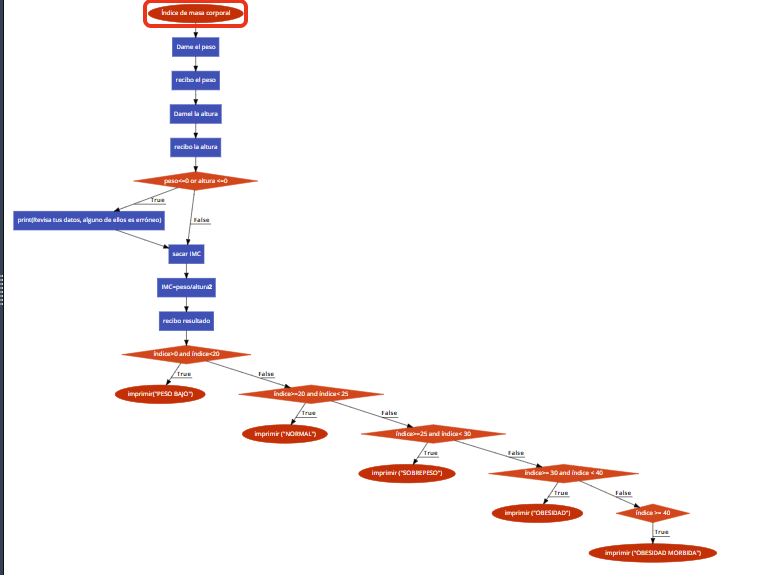 Índice de masa corporal
Dame el peso
recibo el peso
Damel la altura
recibo la altura
peso<=0 or altura <=0
True
print(Revisa tus datos, alguno de ellos es erróneo)
False
sacar IMC
IMC=peso/altura2
recibo resultado
índice>0 and índice<20
True
False
imprimir("PESO BAJO")
índice>=20 and índice< 25
True
False
imprimir ("NORMAL")
índice>=25 and índice< 30
True
False
imprimir ("SOBREPESO")
índice>= 30 and índice < 40
True
False
imprimir ("OBESIDAD")
índice >= 40
True
imprimir ("OBESIDAD MORBIDA")